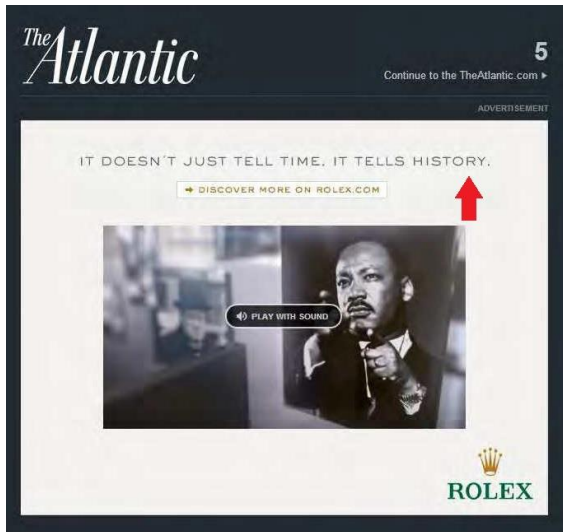 The Atlantic
5
Continue to the TheAtlantic.com ▸
ADVERTISEMENT
IT DOESN´T JUST TELL TIME. IT TELLS HISTORY.
➔ DISCOVER MORE ON ROLEX.COM
PLAY WITH SOUND
ROLEX